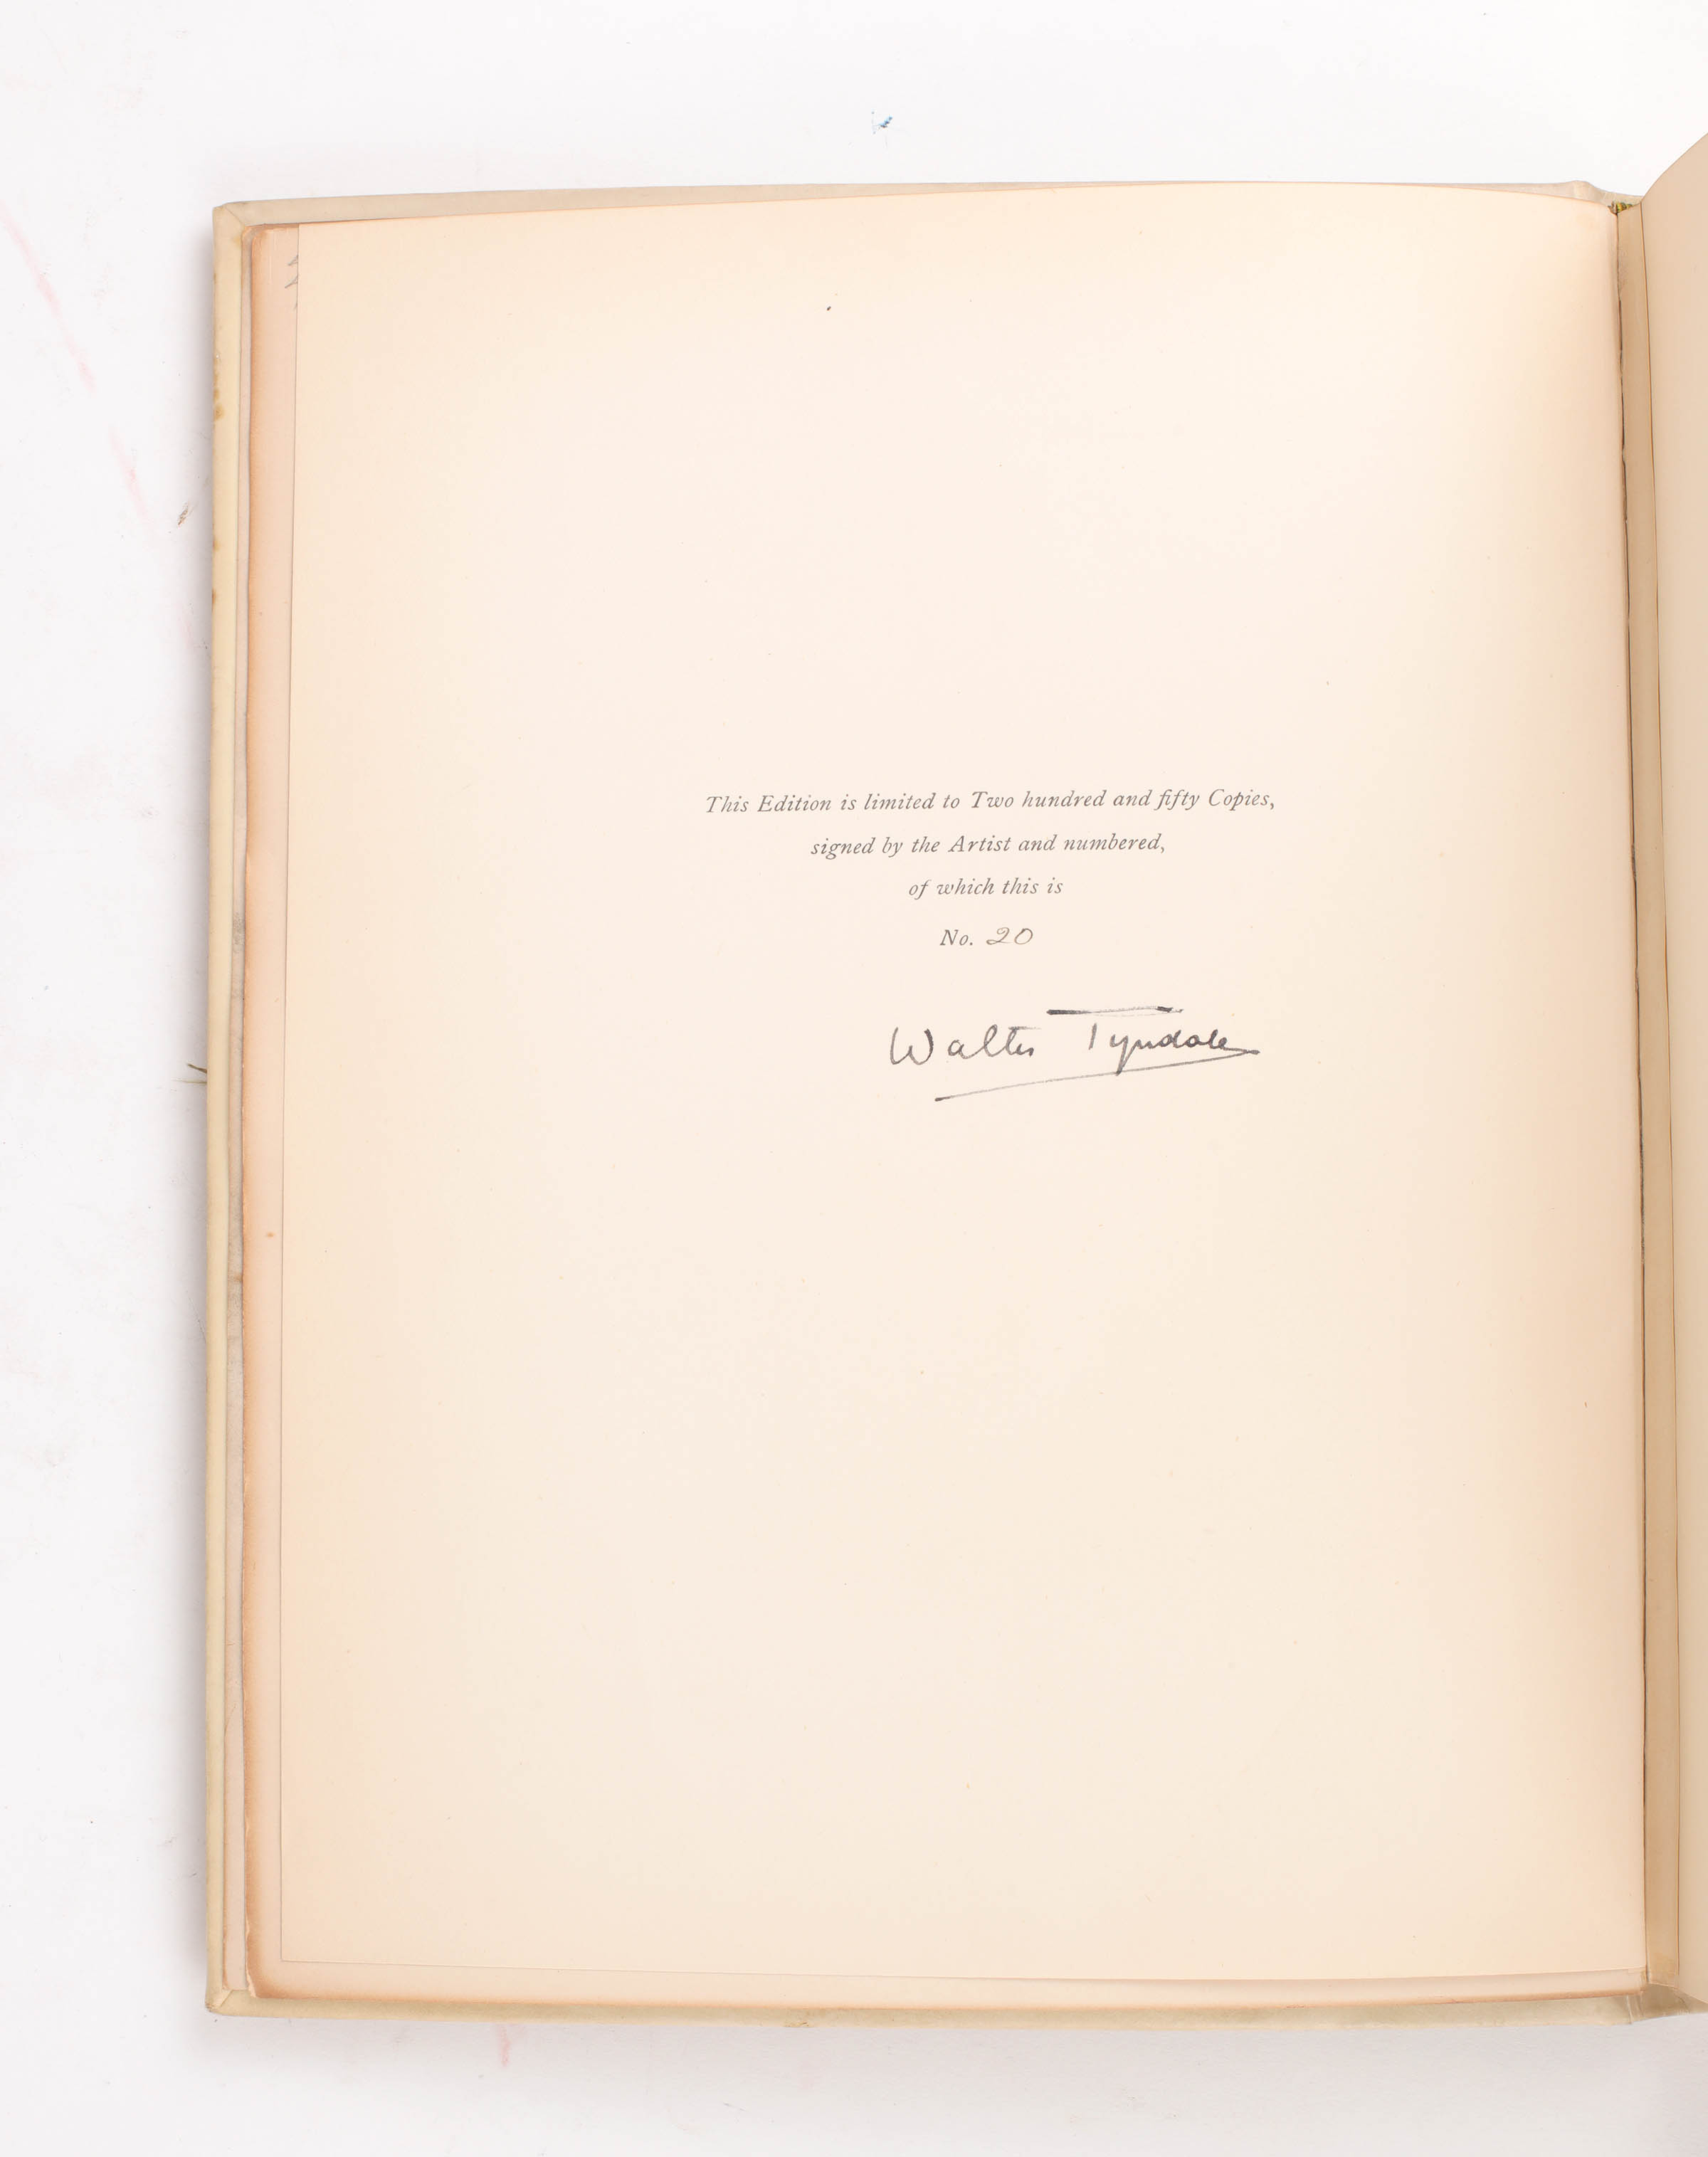 This Edition is limited to Two hundred and fifty Copies,
signed by the Artist and numbered,
of which this is
No. 20
Walter Tyndale